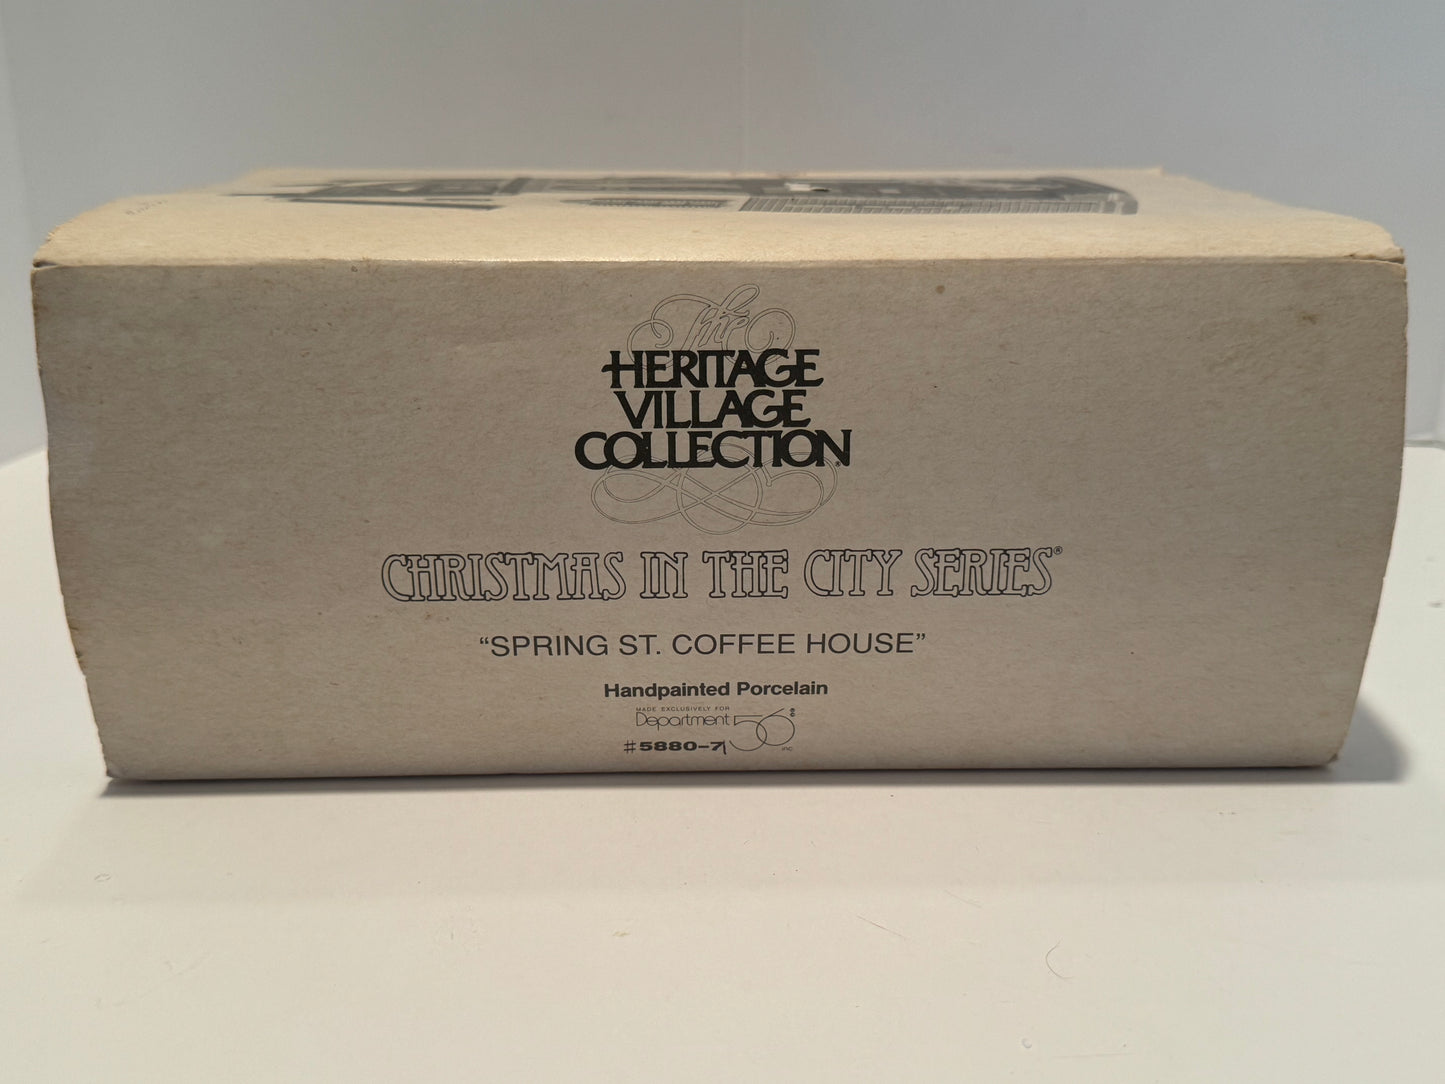 The
HERITAGE
VILLAGE
COLLECTION®
CHRISTMAS IN THE CITY SERIES®
“SPRING ST. COFFEE HOUSE”
Handpainted Porcelain
MADE EXCLUSIVELY FOR
Department 56® inc
#5880-7